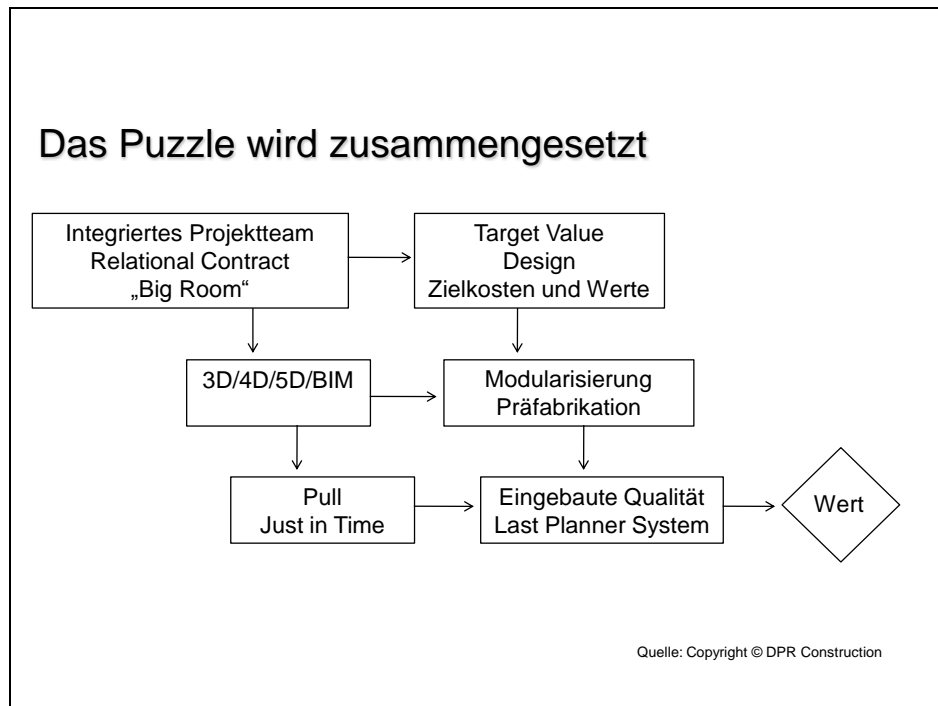 Das Puzzle wird zusammengesetzt
Integriertes Projektteam
Relational Contract
„Big Room“
Target Value
Design
Zielkosten und Werte
3D/4D/5D/BIM
Modularisierung
Präfabrikation
Pull
Just in Time
Eingebaute Qualität
Last Planner System
Wert
Quelle: Copyright © DPR Construction